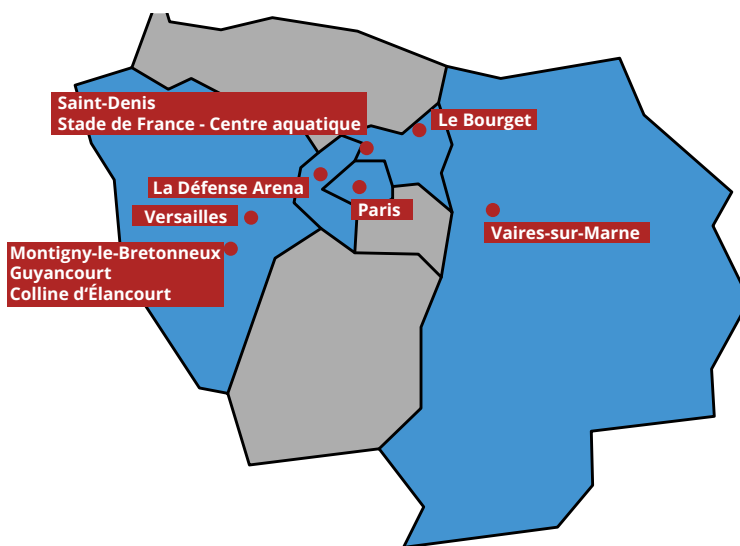 Saint-Denis
Stade de France - Centre aquatique
Le Bourget
La Défense Arena
Versailles
Paris
Vaires-sur-Marne
Montigny-le-Bretonneux
Guyancourt
Colline d'Élancourt